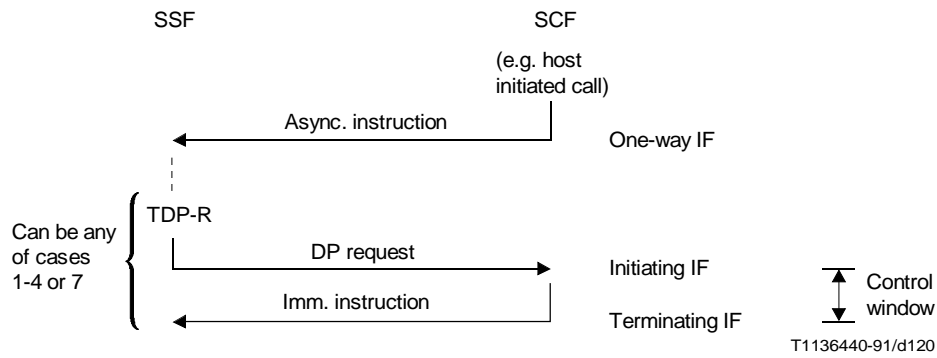 SSF
SCF
(e.g. host
initiated call)
Async. instruction
One-way IF
TDP-R
Can be any
of cases
1-4 or 7
DP request
Initiating IF
Imm. instruction
Terminating IF
Control
window
T1136440-91/d120